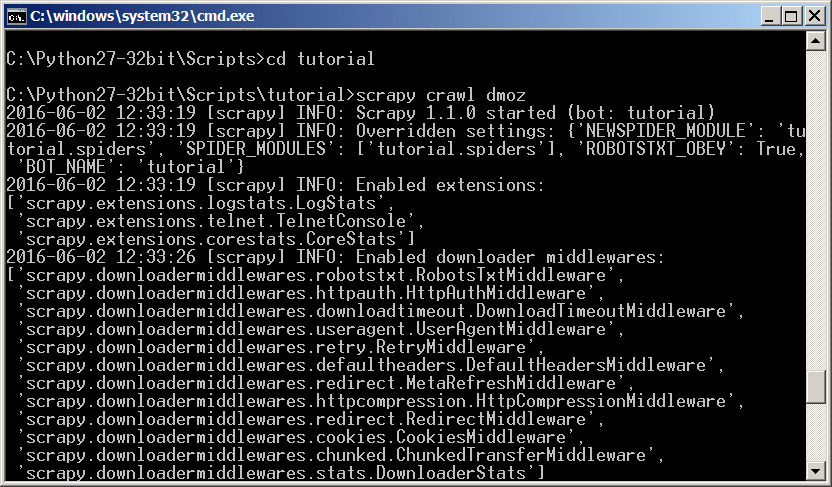 C:\windows\system32\cmd.exe
C:\Python27-32bit\Scripts>cd tutorial
C:\Python27-32bit\Scripts\tutorial>scrapy crawl dmoz
2016-06-02 12:33:19 [scrapy] INFO: Scrapy 1.1.0 started (bot: tutorial)
2016-06-02 12:33:19 [scrapy] INFO: Overridden settings: {'NEWSPIDER_MODULE': 'tu
torial.spiders', 'SPIDER_MODULES': ['tutorial.spiders'], 'ROBOTSTXT_OBEY': True,
 'BOT_NAME': 'tutorial'}
2016-06-02 12:33:19 [scrapy] INFO: Enabled extensions:
['scrapy.extensions.logstats.LogStats',
 'scrapy.extensions.telnet.TelnetConsole',
 'scrapy.extensions.corestats.CoreStats']
2016-06-02 12:33:26 [scrapy] INFO: Enabled downloader middlewares:
['scrapy.downloadermiddlewares.robotstxt.RobotsTxtMiddleware',
 'scrapy.downloadermiddlewares.httpauth.HttpAuthMiddleware',
 'scrapy.downloadermiddlewares.downloadtimeout.DownloadTimeoutMiddleware',
 'scrapy.downloadermiddlewares.useragent.UserAgentMiddleware',
 'scrapy.downloadermiddlewares.retry.RetryMiddleware',
 'scrapy.downloadermiddlewares.defaultheaders.DefaultHeadersMiddleware',
 'scrapy.downloadermiddlewares.redirect.MetaRefreshMiddleware',
 'scrapy.downloadermiddlewares.httpcompression.HttpCompressionMiddleware',
 'scrapy.downloadermiddlewares.redirect.RedirectMiddleware',
 'scrapy.downloadermiddlewares.cookies.CookiesMiddleware',
 'scrapy.downloadermiddlewares.chunked.ChunkedTransferMiddleware',
 'scrapy.downloadermiddlewares.stats.DownloaderStats']